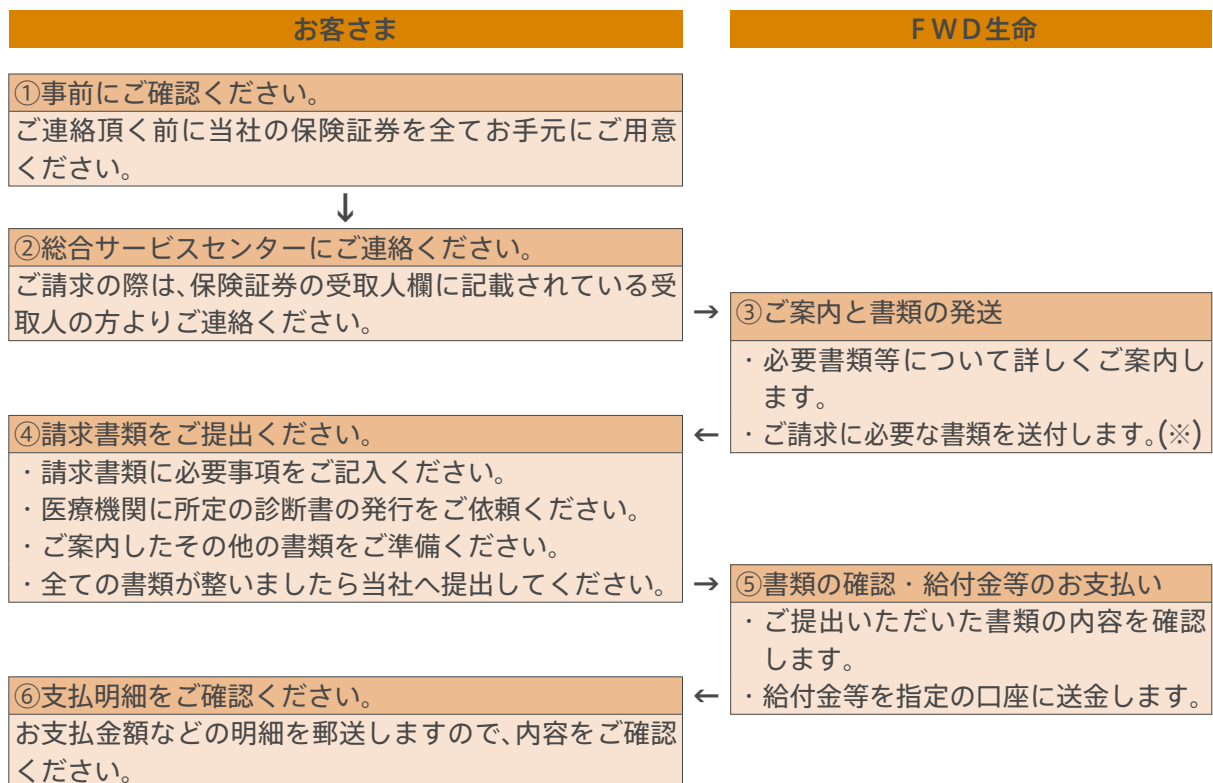 お客さま
ＦＷＤ生命
①事前にご確認ください。
ご連絡頂く前に当社の保険証券を全てお手元にご用意
ください。
↓
②総合サービスセンターにご連絡ください。
ご請求の際は、保険証券の受取人欄に記載されている受
取人の方よりご連絡ください。
→
③ご案内と書類の発送
・必要書類等について詳しくご案内し
ます。
・ご請求に必要な書類を送付します。(※)
←
④請求書類をご提出ください。
・請求書類に必要事項をご記入ください。
・医療機関に所定の診断書の発行をご依頼ください。
・ご案内したその他の書類をご準備ください。
・全ての書類が整いましたら当社へ提出してください。
→
⑤書類の確認・給付金等のお支払い
・ご提出いただいた書類の内容を確認
します。
・給付金等を指定の口座に送金します。
←
⑥支払明細をご確認ください。
お支払金額などの明細を郵送しますので、内容をご確認
ください。